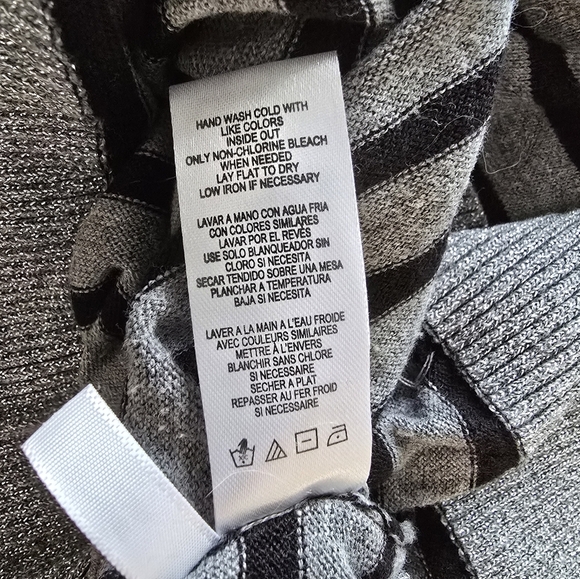 HAND WASH COLD WITH
LIKE COLORS
INSIDE OUT
ONLY NON-CHLORINE BLEACH
WHEN NEEDED
LAY FLAT TO DRY
LOW IRON IF NECESSARY
LAVAR A MANO CON AGUA FRIA
CON COLORES SIMILARES
LAVAR POR EL REVÉS
USE SOLO BLANQUEADOR SIN
CLORO SI NECESITA
SECAR TENDIDO SOBRE UNA MESA
PLANCHAR A TEMPERATURA
BAJA SI NECESITA
LAVER A LA MAIN A L'EAU FROIDE
AVEC COULEURS SIMILAIRES
METTRE À L'ENVERS
BLANCHIR SANS CHLORE
SI NECESSAIRE
SECHER A PLAT
REPASSER AU FER FROID
SI NECESSAIRE